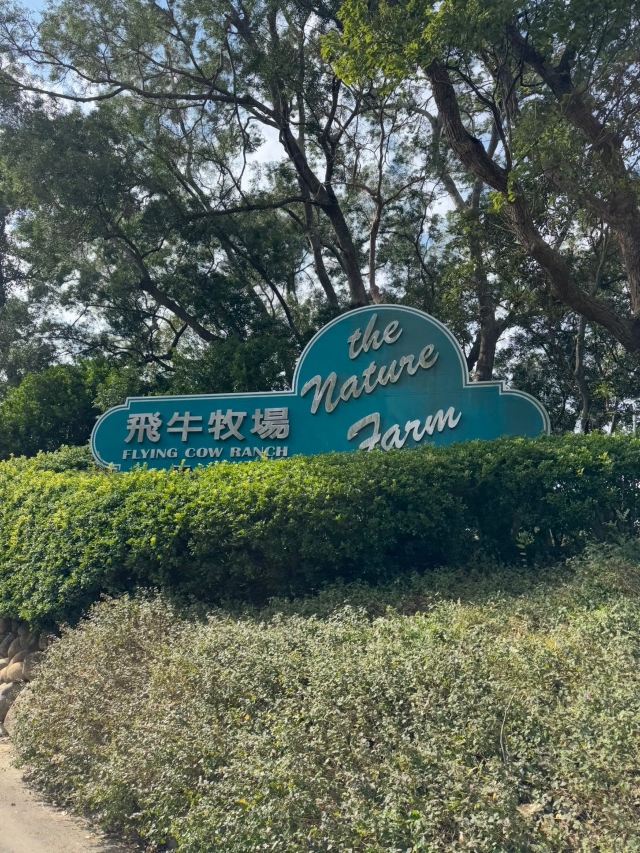 飛牛牧場
FLYING COW RANCH
the
Nature
Farm